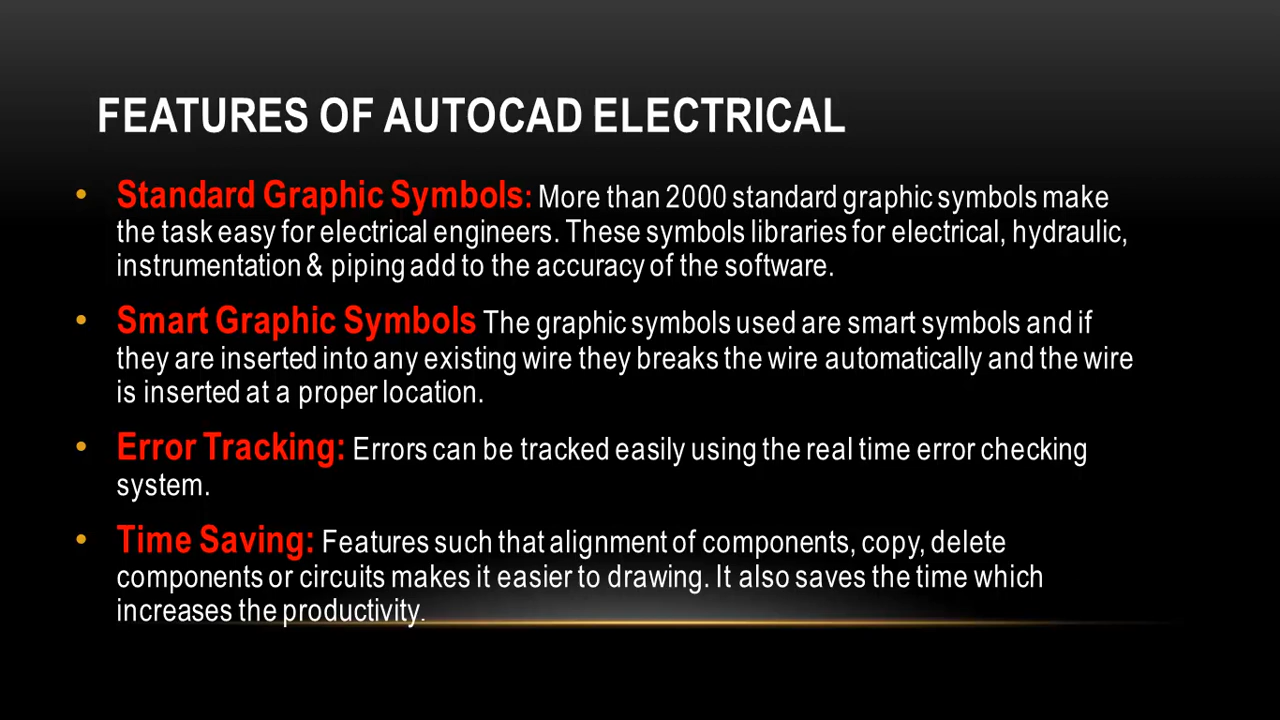 FEATURES OF AUTOCAD ELECTRICAL
• Standard Graphic Symbols: More than 2000 standard graphic symbols make
the task easy for electrical engineers. These symbols libraries for electrical, hydraulic,
instrumentation & piping add to the accuracy of the software.
• Smart Graphic Symbols The graphic symbols used are smart symbols and if
they are inserted into any existing wire they breaks the wire automatically and the wire
is inserted at a proper location.
• Error Tracking: Errors can be tracked easily using the real time error checking
system.
• Time Saving: Features such that alignment of components, copy, delete
components or circuits makes it easier to drawing. It also saves the time which
increases the productivity.